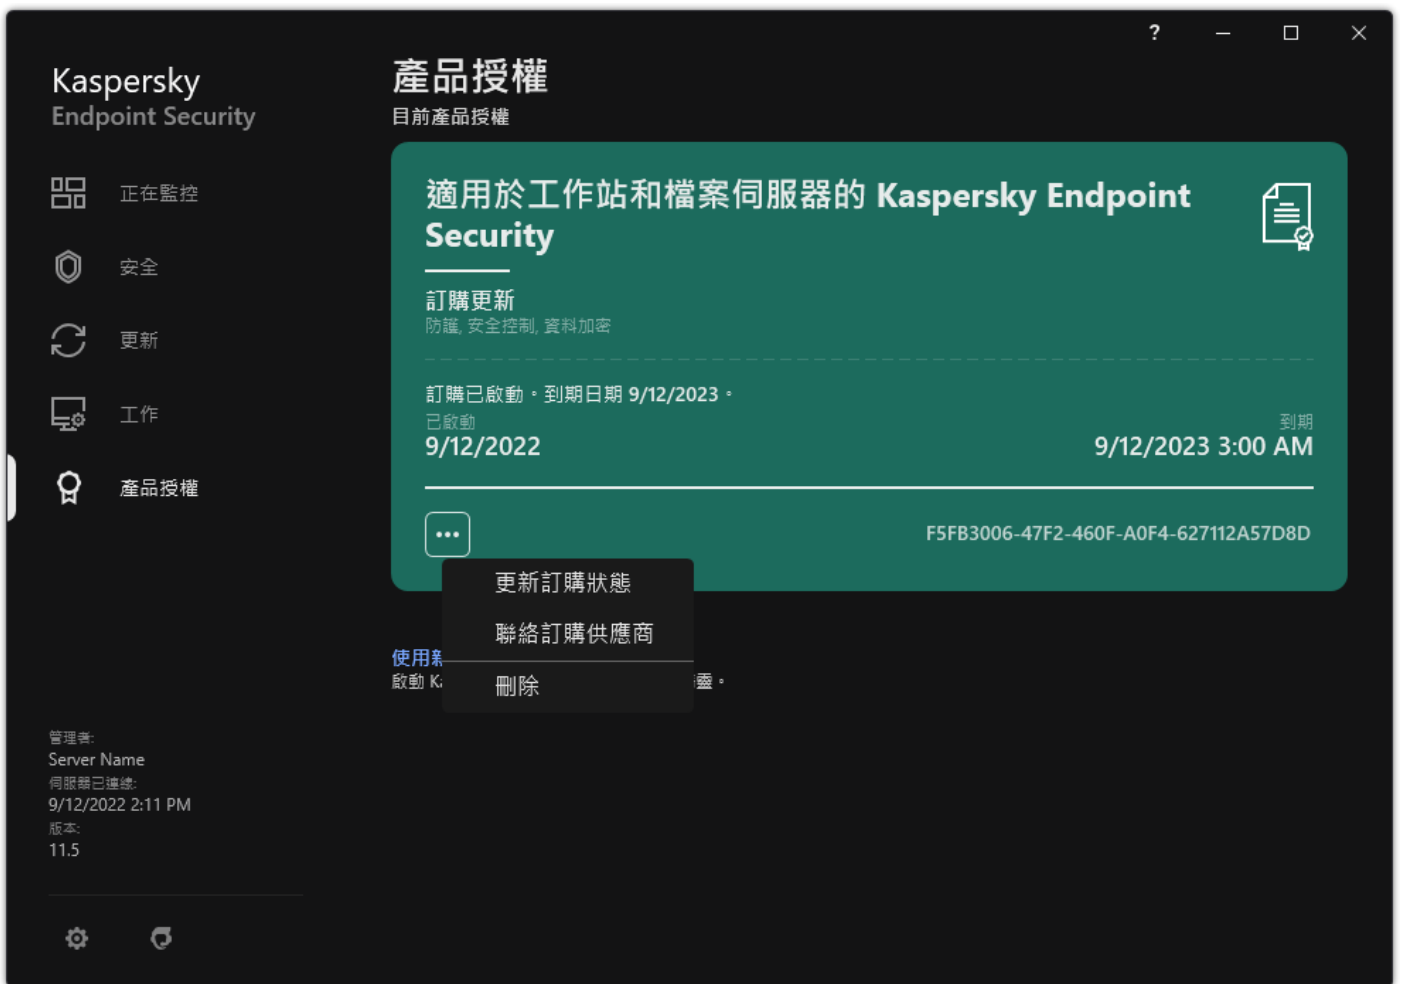 ?
Kaspersky
Endpoint Security
正在監控
安全
更新
工作
產品授權
管理者:
Server Name
伺服器已連線:
9/12/2022 2:11 PM
版本:
11.5
產品授權
目前產品授權
適用於工作站和檔案伺服器的 Kaspersky Endpoint
Security
訂購更新
防護, 安全控制, 資料加密
訂購已啟動。到期日期 9/12/2023。
已啟動 到期
9/12/2022 9/12/2023 3:00 AM
F5FB3006-47F2-460F-A0F4-627112A57D8D
更新訂購狀態
聯絡訂購供應商
刪除
使用
啟動
。